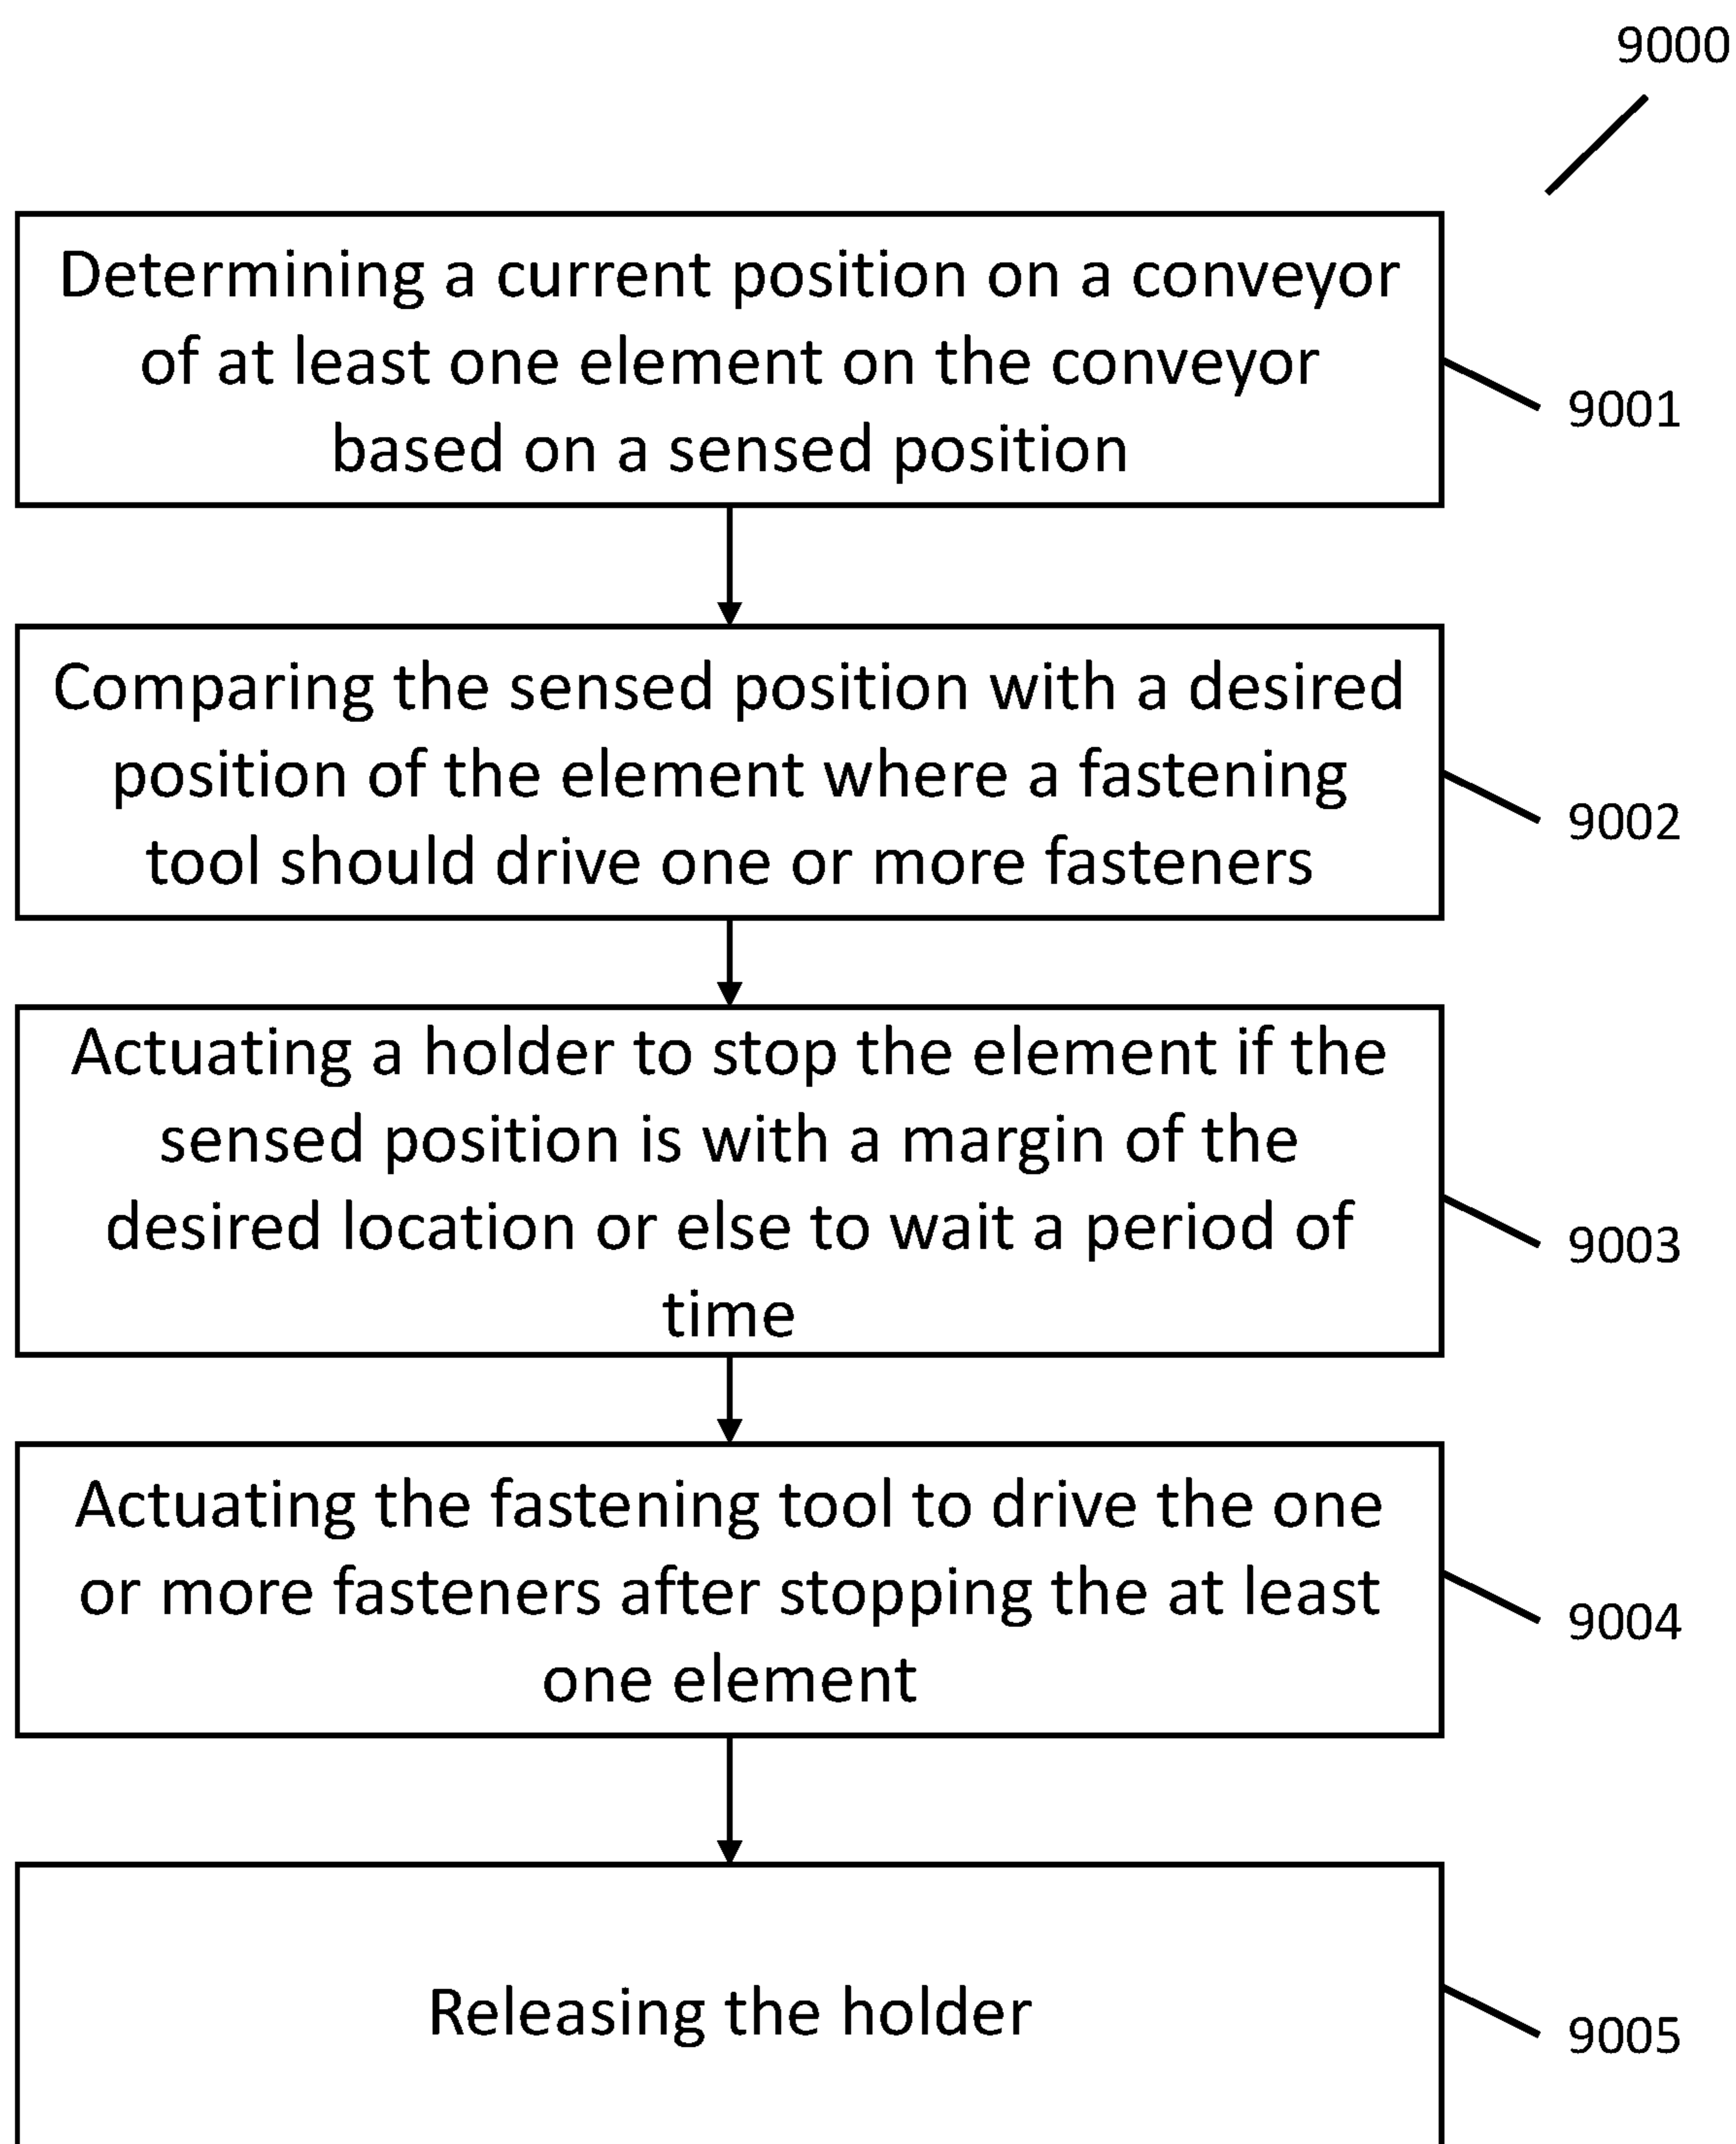 9000
Determining a current position on a conveyor
of at least one element on the conveyor
based on a sensed position
9001
Comparing the sensed position with a desired
position of the element where a fastening
tool should drive one or more fasteners
9002
Actuating a holder to stop the element if the
sensed position is with a margin of the
desired location or else to wait a period of
time
9003
Actuating the fastening tool to drive the one
or more fasteners after stopping the at least
one element
9004
Releasing the holder
9005